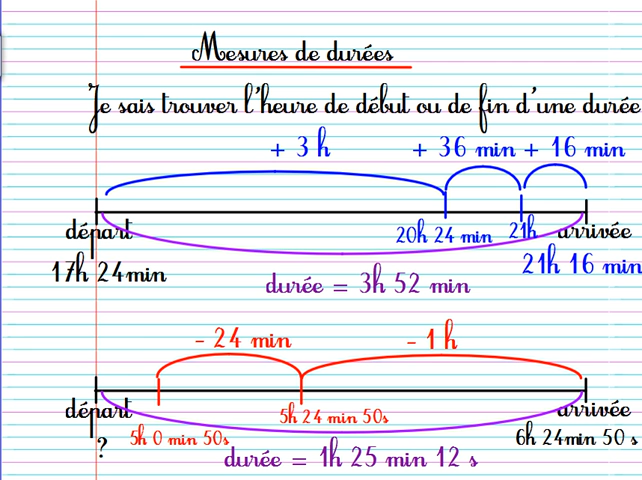 Mesures de durées
Je sais trouver l'heure de début ou de fin d'une durée
+ 3 h + 36 min + 16 min
départ 20h 24 min 21h arrivée
17h 24min 21h 16 min
durée = 3h 52 min
- 24 min - 1 h
départ 5h 24 min 50s arrivée
? 5h 0 min 50s 6h 24min 50 s
durée = 1h 25 min 12 s